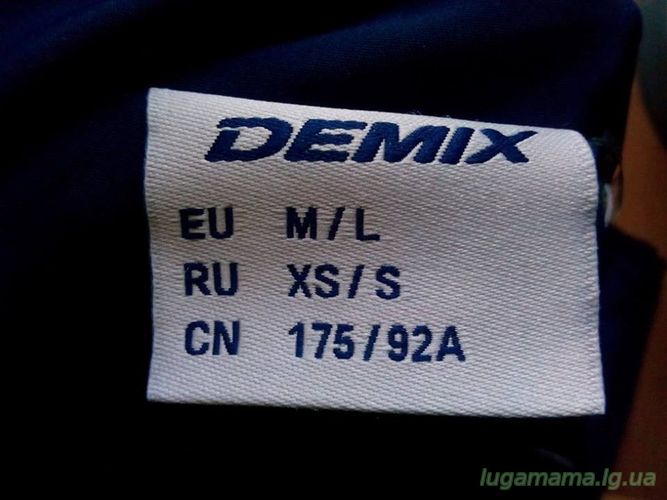 DEMIX
EU M/L
RU XS/S
CN 175/92A
lugamama.lg.ua